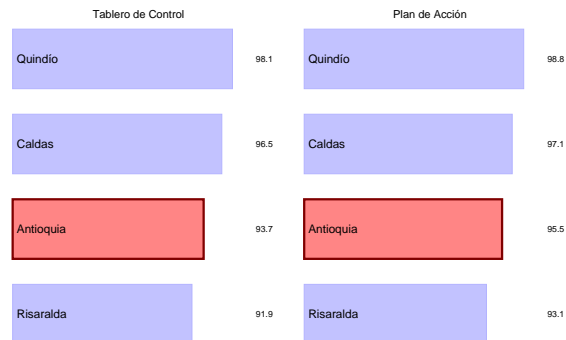 Tablero de Control
Plan de Acción
Quindío 98.1
Quindío 98.8
Caldas 96.5
Caldas 97.1
Antioquia 93.7
Antioquia 95.5
Risaralda 91.9
Risaralda 93.1